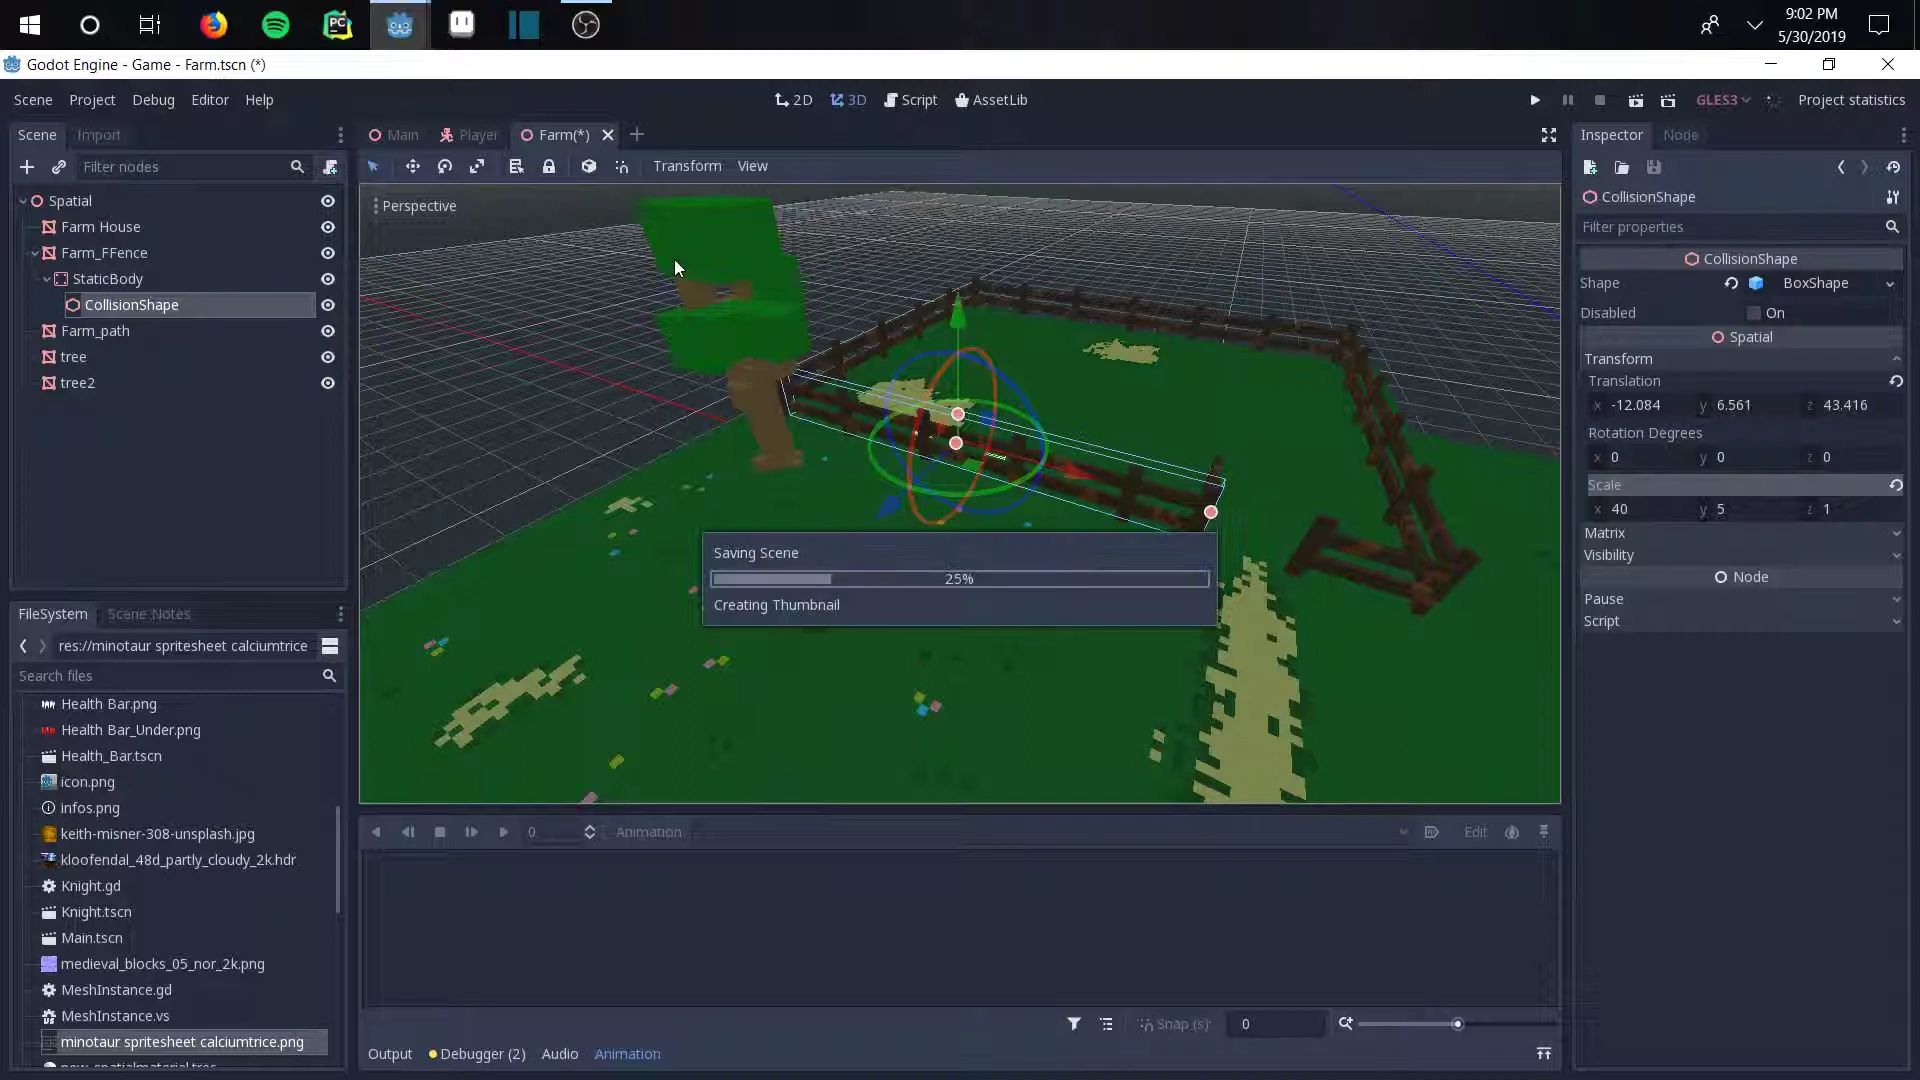 9:02 PM
5/30/2019
Godot Engine - Game - Farm.tscn (*)
Scene Project Debug Editor Help
2D 3D Script AssetLib
GLES3 Project statistics
Scene Import
Main Player Farm(*)
Inspector Node
Filter nodes
Transform View
Spatial
Farm House
Farm_FFence
StaticBody
CollisionShape
Farm_path
tree
tree2
Perspective
Saving Scene
25%
Creating Thumbnail
CollisionShape
Filter properties
CollisionShape
Shape BoxShape
Disabled On
Spatial
Transform
Translation
x -12.084 y 6.561 z 43.416
Rotation Degrees
x 0 y 0 z 0
Scale
x 40 y 5 z 1
Matrix
Visibility
Node
Pause
Script
FileSystem Scene Notes
res://minotaur spritesheet calciumtrice
Search files
Health Bar.png
Health Bar_Under.png
Health_Bar.tscn
icon.png
infos.png
keith-misner-308-unsplash.jpg
kloofendal_48d_partly_cloudy_2k.hdr
Knight.gd
Knight.tscn
Main.tscn
medieval_blocks_05_nor_2k.png
MeshInstance.gd
MeshInstance.vs
minotaur spritesheet calciumtrice.png
0 Animation Edit
Snap (s): 0
Output Debugger (2) Audio Animation